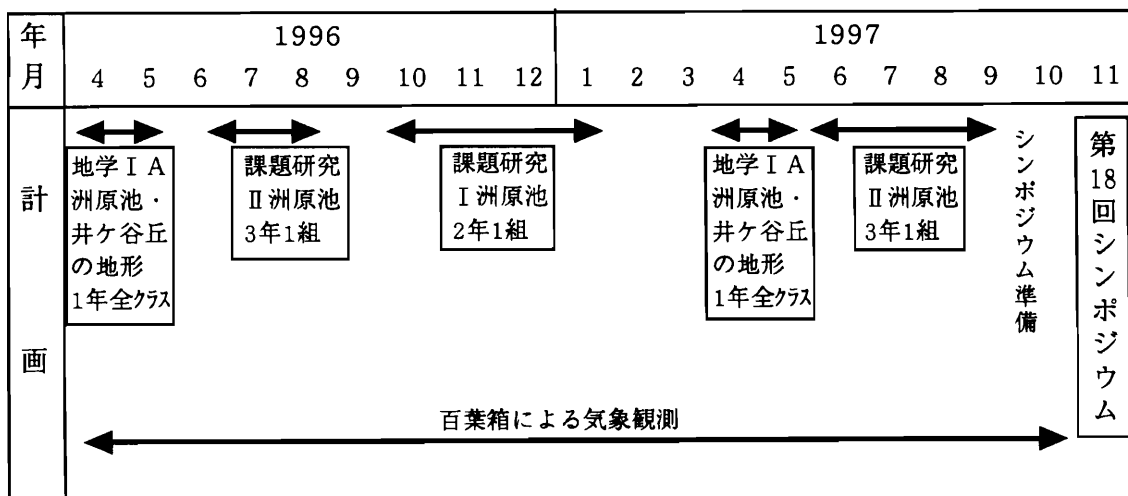 年 1996 1997
月 4 5 6 7 8 9 10 11 12 1 2 3 4 5 6 7 8 9 10 11
計画
地学ⅠA
洲原池・
井ケ谷丘
の地形
1年全クラス
課題研究
Ⅱ洲原池
3年1組
課題研究
Ⅰ洲原池
2年1組
地学ⅠA
洲原池・
井ケ谷丘
の地形
1年全クラス
課題研究
Ⅱ洲原池
3年1組
シンポジウム準備
第18回シンポジウム
百葉箱による気象観測